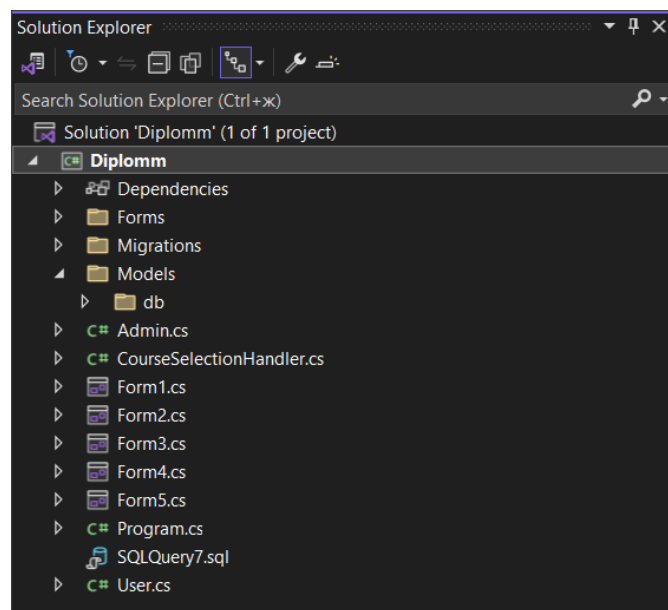 Solution Explorer
Search Solution Explorer (Ctrl+ж)
Solution 'Diplomm' (1 of 1 project)
C# Diplomm
Dependencies
Forms
Migrations
Models
db
C# Admin.cs
C# CourseSelectionHandler.cs
Form1.cs
Form2.cs
Form3.cs
Form4.cs
Form5.cs
C# Program.cs
SQLQuery7.sql
C# User.cs